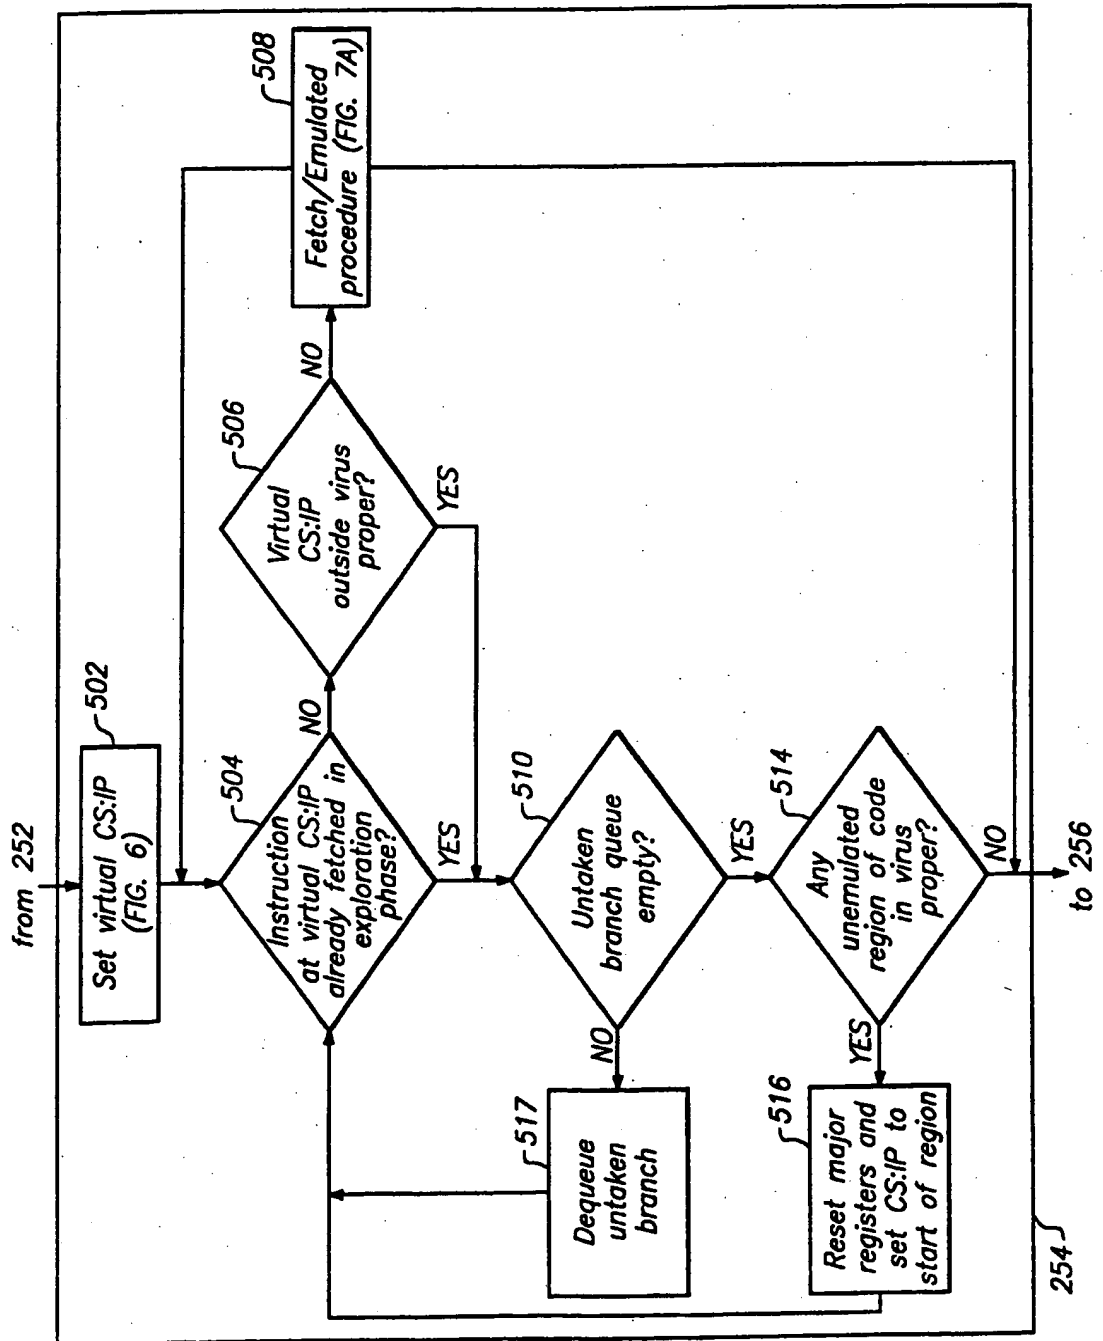 from 252
Set virtual CS:IP
(FIG. 6)
502
504
Instruction
at virtual CS:IP
already fetched in
exploration
phase?
NO
YES
506
Virtual
CS:IP
outside virus
proper?
NO
YES
508
Fetch/Emulated
procedure (FIG. 7A)
510
Untaken
branch queue
empty?
NO
YES
517
Dequeue
untaken
branch
514
Any
unemulated
region of code
in virus
proper?
YES
NO
516
Reset major
registers and
set CS:IP to
start of region
to 256
254